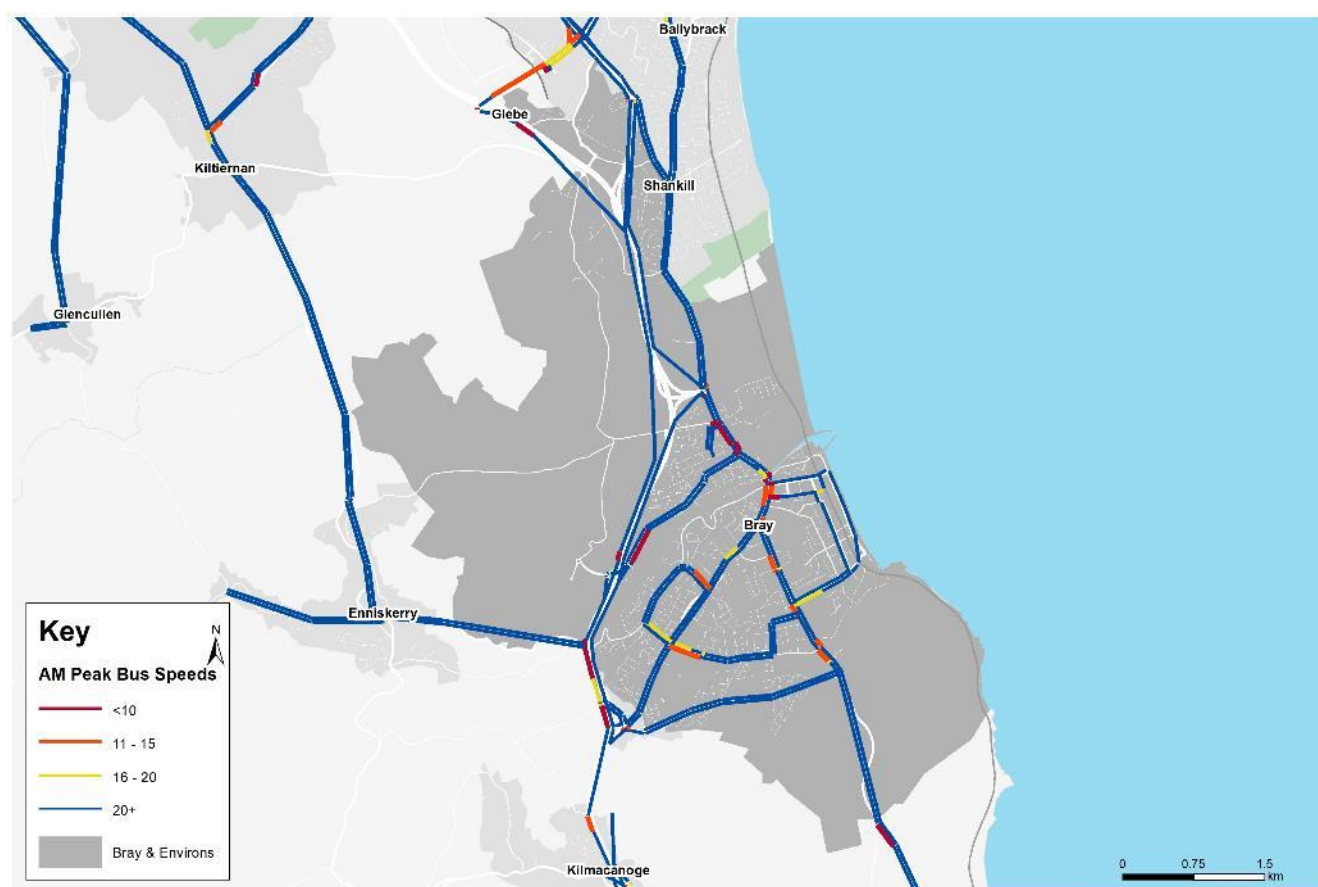 Ballybrack
Glebe
Kiltiernan
Shankill
Glencullen
Bray
Enniskerry
Kilmacanoge
Key
N
AM Peak Bus Speeds
<10
11 - 15
16 - 20
20+
Bray & Environs
0 0.75 1.5
km